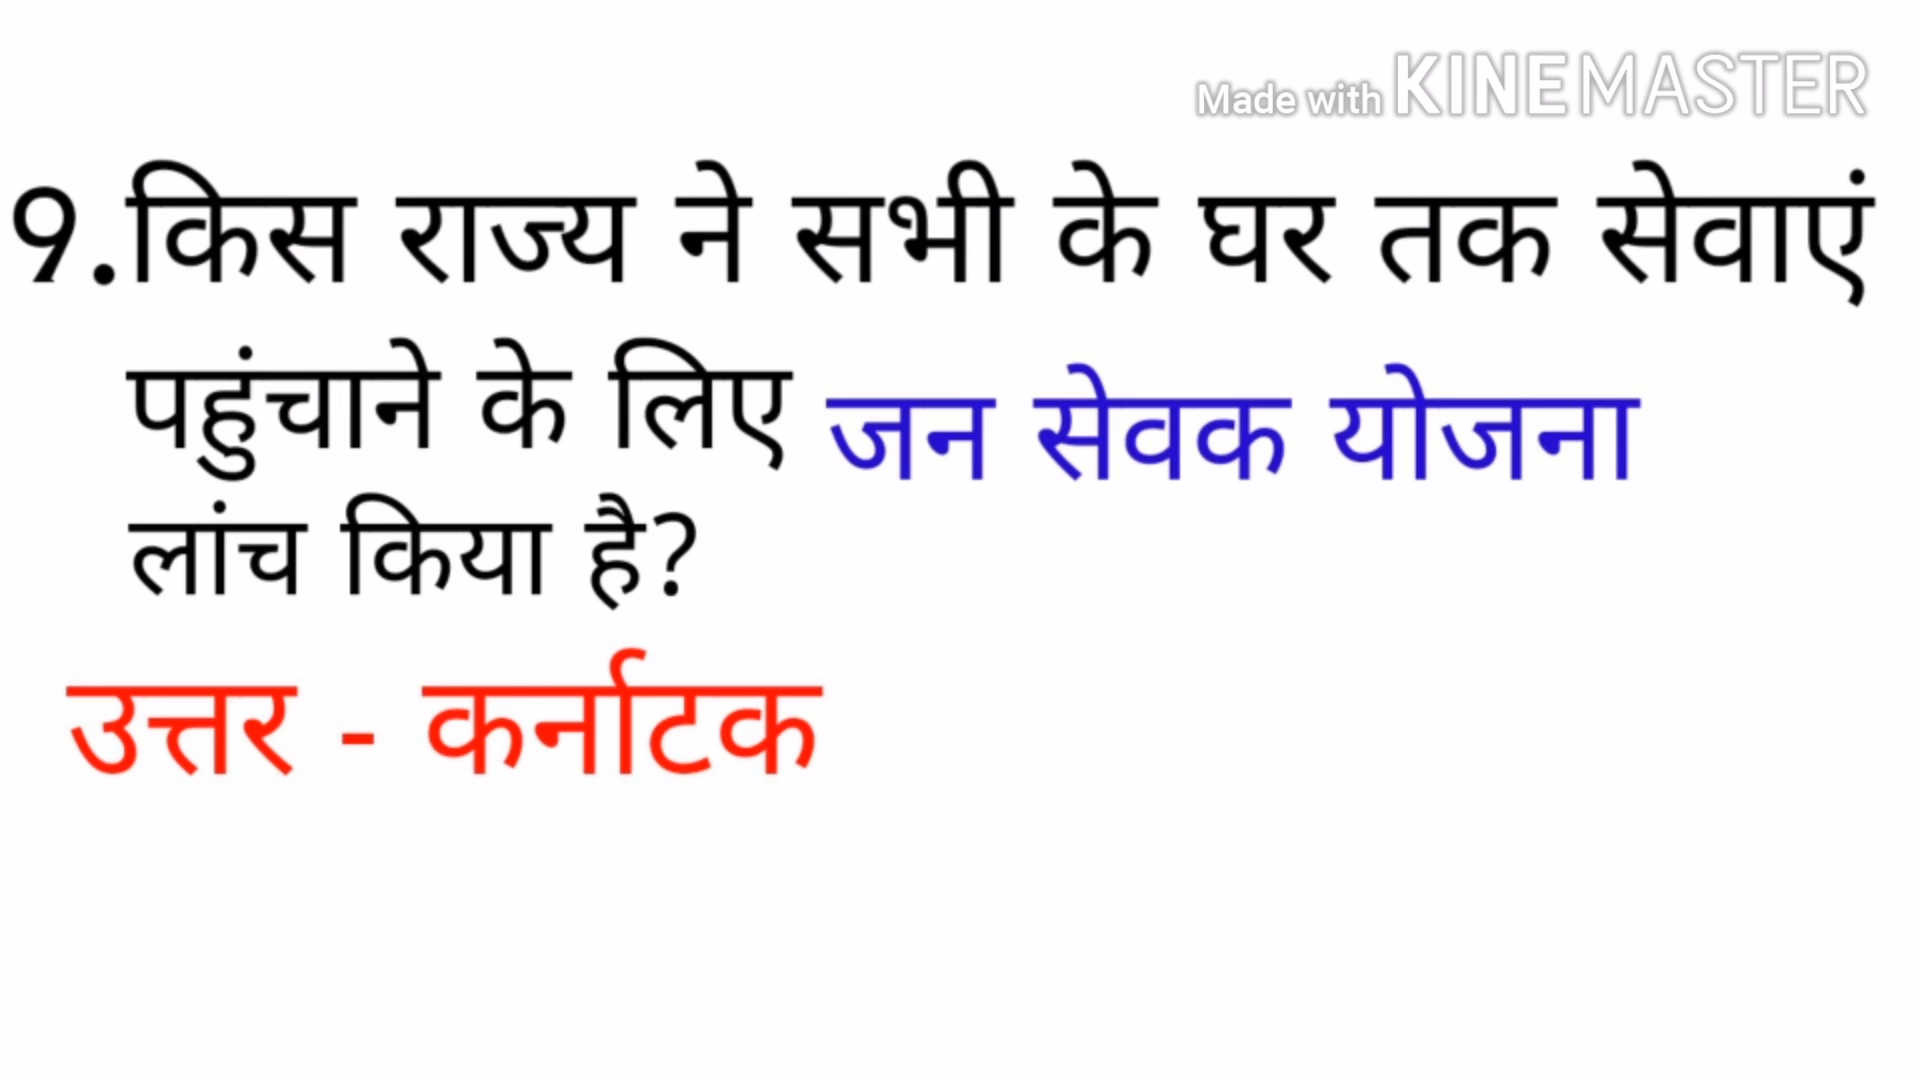 Made with KINEMASTER
9.किस राज्य ने सभी के घर तक सेवाएं
पहुंचाने के लिए जन सेवक योजना
लांच किया है?
उत्तर - कर्नाटक